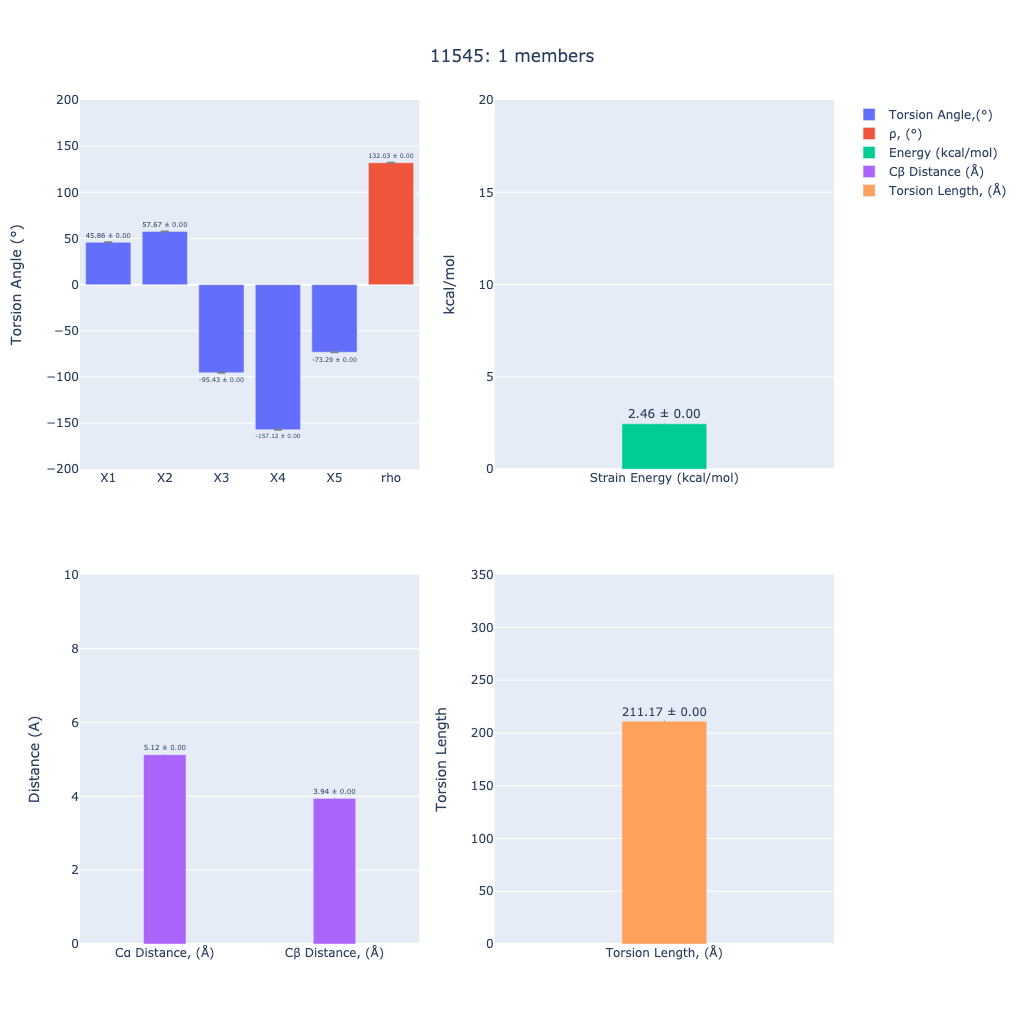 11545: 1 members
Torsion Angle (°)
200
150
100
50
0
−50
−100
−150
−200
45.86 ± 0.00
57.67 ± 0.00
-95.43 ± 0.00
-157.12 ± 0.00
-73.29 ± 0.00
132.03 ± 0.00
X1 X2 X3 X4 X5 rho
kcal/mol
20
15
10
5
0
2.46 ± 0.00
Strain Energy (kcal/mol)
Torsion Angle,(°)
ρ, (°)
Energy (kcal/mol)
Cβ Distance (Å)
Torsion Length, (Å)
Distance (A)
10
8
6
4
2
0
5.12 ± 0.00
3.94 ± 0.00
Cα Distance, (Å) Cβ Distance, (Å)
Torsion Length
350
300
250
200
150
100
50
0
211.17 ± 0.00
Torsion Length, (Å)